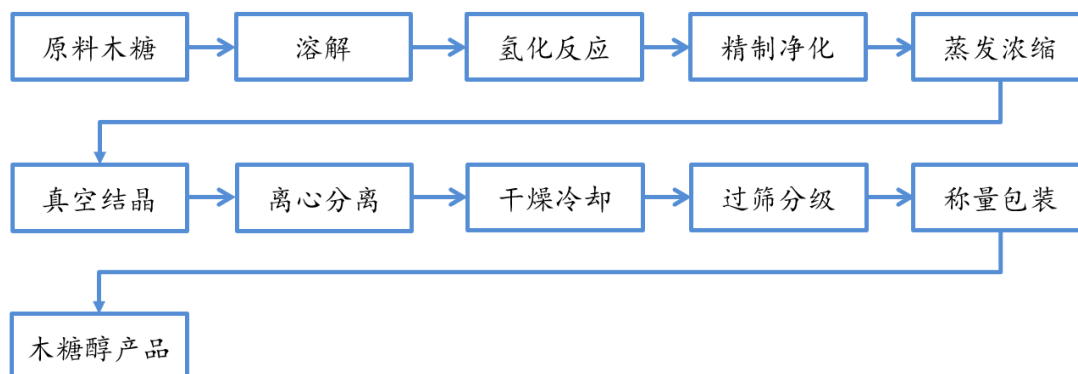 原料木糖
溶解
氢化反应
精制净化
蒸发浓缩
真空结晶
离心分离
干燥冷却
过筛分级
称量包装
木糖醇产品